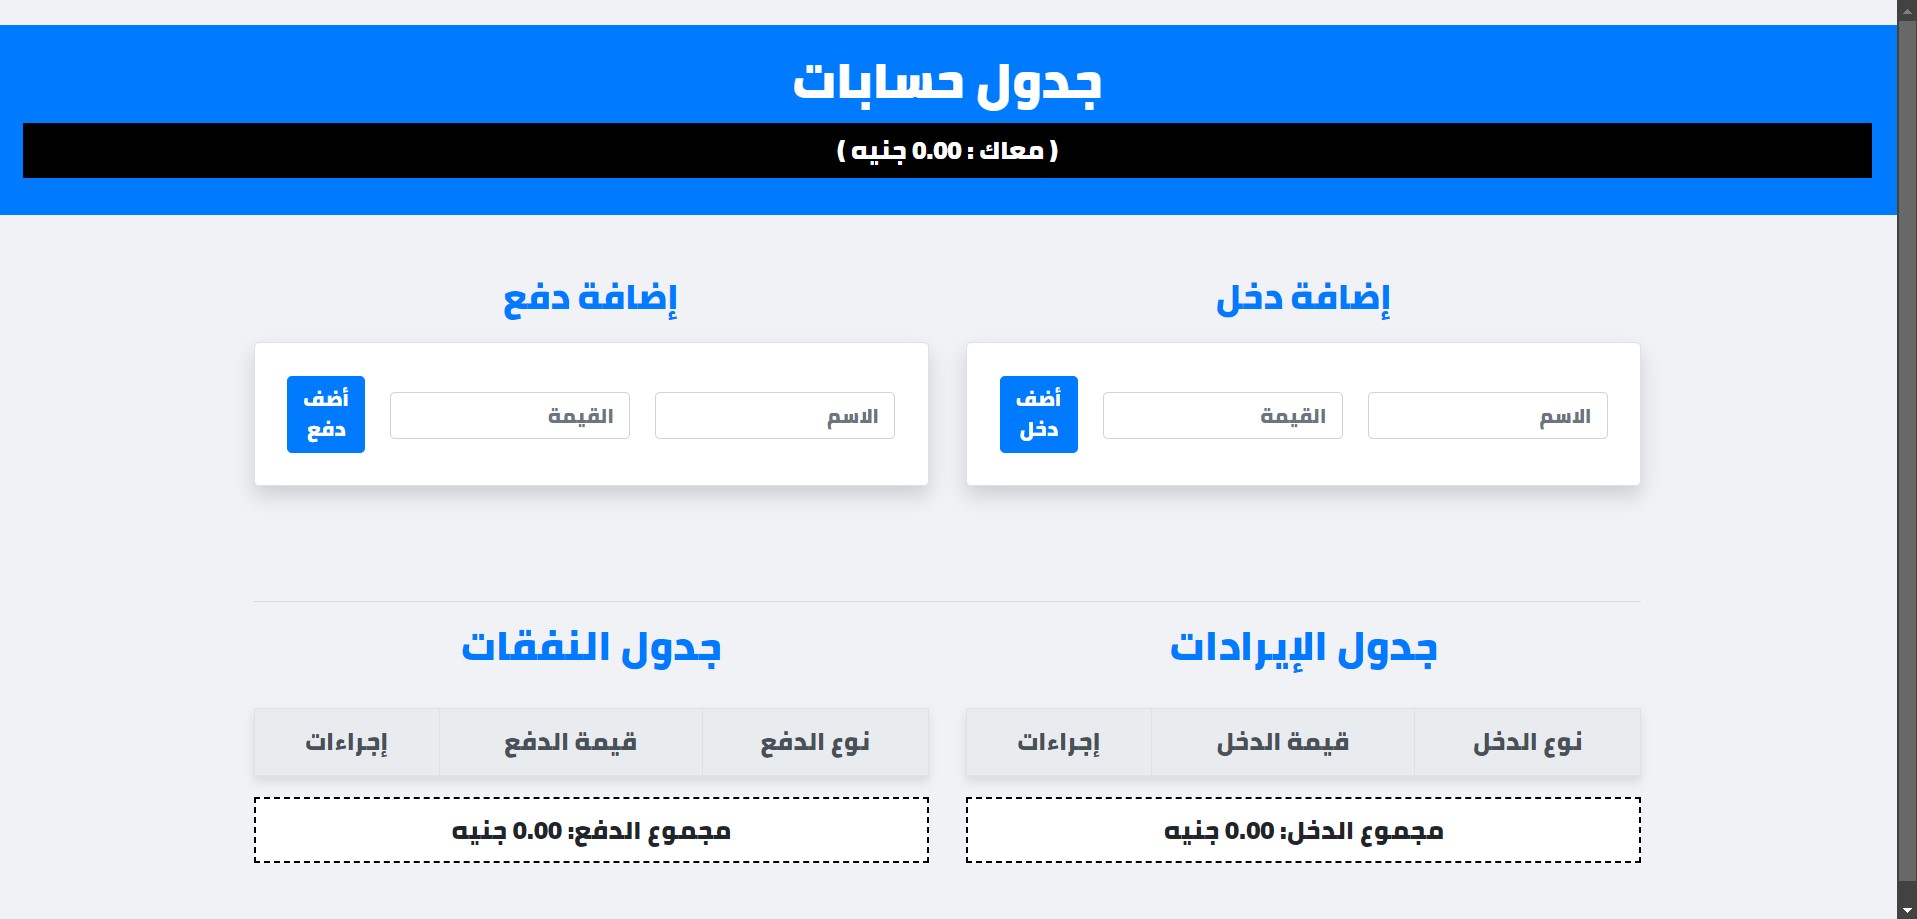 جدول حسابات
( معاك : 0.00 جنيه )
إضافة دخل
الاسم
القيمة
أضف
دخل
إضافة دفع
الاسم
القيمة
أضف
دفع
جدول الإيرادات
نوع الدخل قيمة الدخل إجراءات
مجموع الدخل: 0.00 جنيه
جدول النفقات
نوع الدفع قيمة الدفع إجراءات
مجموع الدفع: 0.00 جنيه